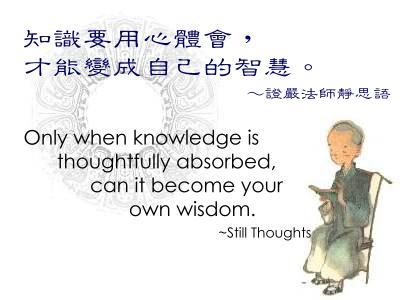 知識要用心體會，
才能變成自己的智慧。
～證嚴法師靜思語
Only when knowledge is
thoughtfully absorbed,
can it become your
own wisdom.
~Still Thoughts